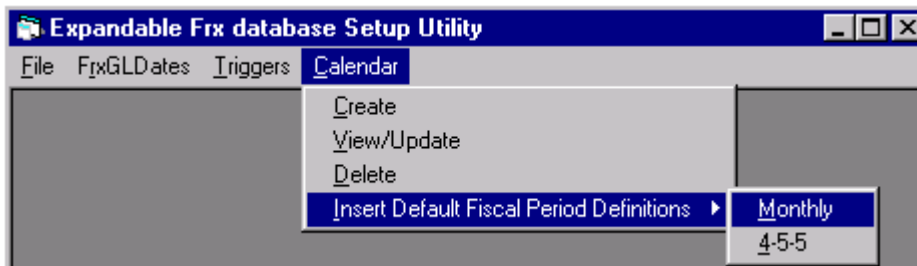 Expandable Frx database Setup Utility
File FrxGLDates Triggers Calendar
Create
View/Update
Delete
Insert Default Fiscal Period Definitions Monthly
4-5-5